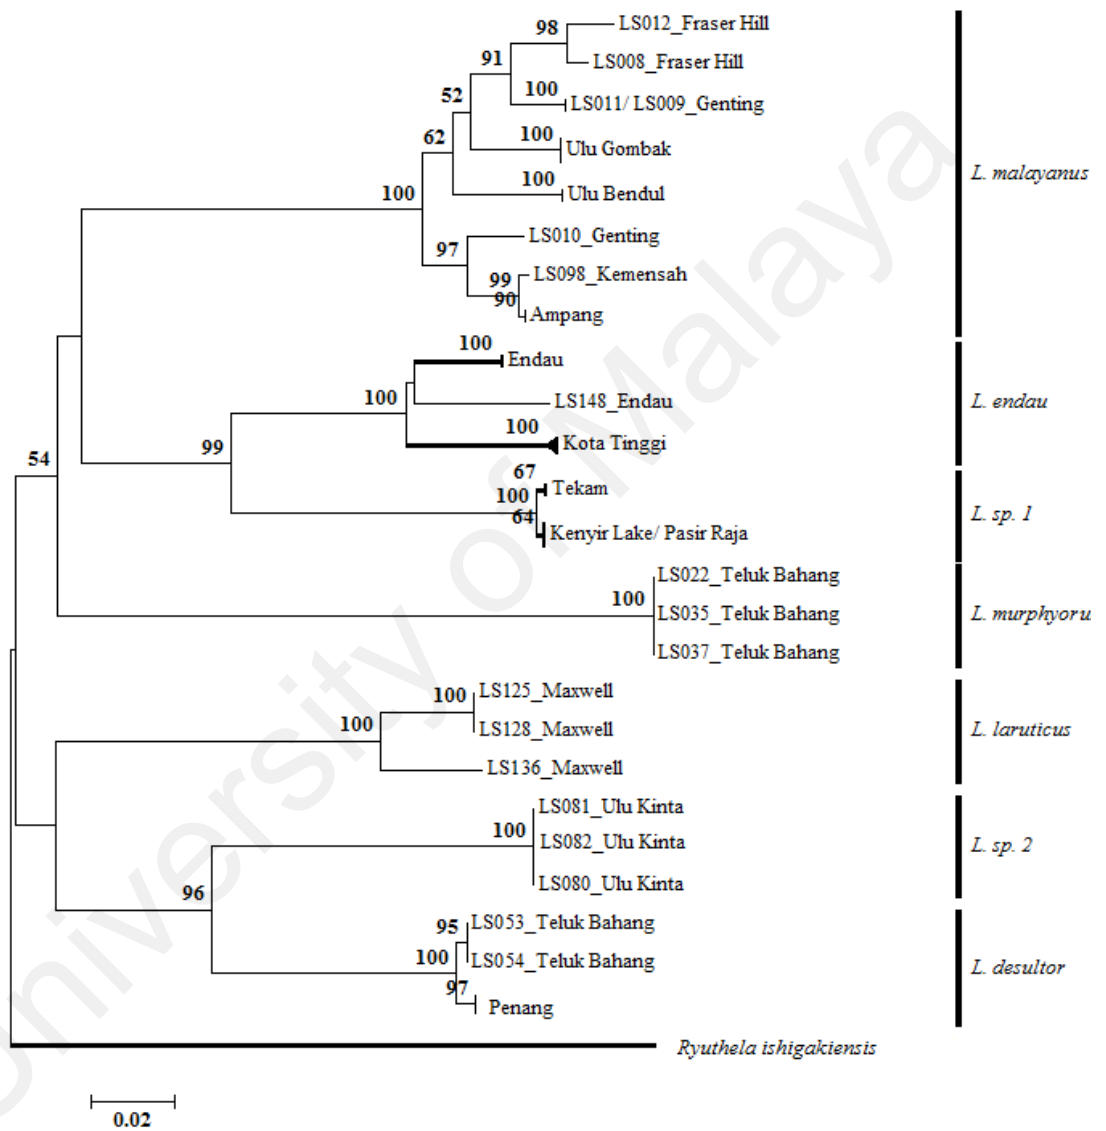 98
LS012_Fraser Hill
91
LS008_Fraser Hill
52
100
LS011/ LS009_Genting
62
100
Ulu Gombak
L. malayanus
100
100
Ulu Bendul
97
LS010_Genting
99
LS098_Kemensah
90
Ampang
100
Endau
100
LS148_Endau
L. endau
100
Kota Tinggi
99
54
67
Tekam
100
64
L. sp. 1
Kenyir Lake/ Pasir Raja
LS022_Teluk Bahang
100
LS035_Teluk Bahang
L. murphyoru
LS037_Teluk Bahang
100
LS125_Maxwell
100
LS128_Maxwell
L. laruticus
LS136_Maxwell
LS081_Ulu Kinta
100
LS082_Ulu Kinta
L. sp. 2
LS080_Ulu Kinta
96
95
LS053_Teluk Bahang
100
LS054_Teluk Bahang
L. desultor
97
Penang
Ryuthela ishigakiensis
0.02
University of Malaya